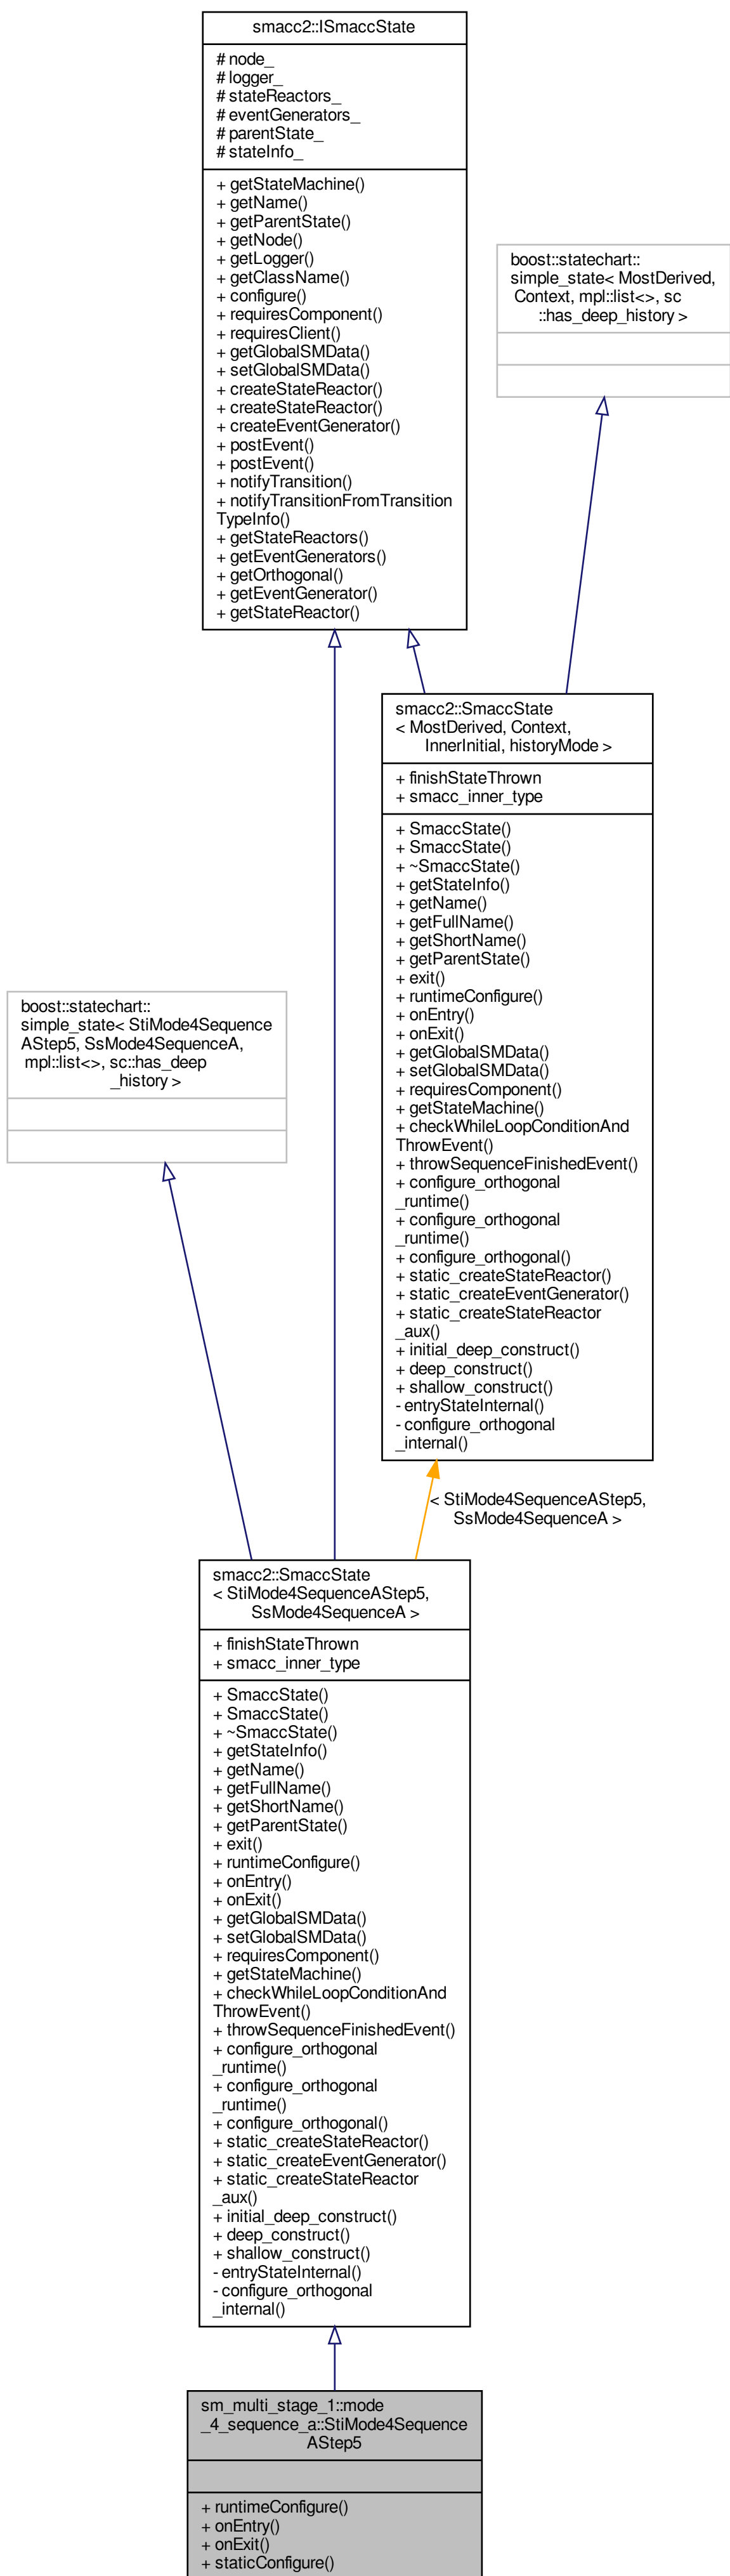 smacc2::ISmaccState
# node_
# logger_
# stateReactors_
# eventGenerators_
# parentState_
# stateInfo_
+ getStateMachine()
+ getName()
+ getParentState()
+ getNode()
+ getLogger()
+ getClassName()
+ configure()
+ requiresComponent()
+ requiresClient()
+ getGlobalSMData()
+ setGlobalSMData()
+ createStateReactor()
+ createStateReactor()
+ createEventGenerator()
+ postEvent()
+ postEvent()
+ notifyTransition()
+ notifyTransitionFromTransition
TypeInfo()
+ getStateReactors()
+ getEventGenerators()
+ getOrthogonal()
+ getEventGenerator()
+ getStateReactor()
boost::statechart::
simple_state< MostDerived,
Context, mpl::list<>, sc
::has_deep_history >
smacc2::SmaccState
< MostDerived, Context,
InnerInitial, historyMode >
+ finishStateThrown
+ smacc_inner_type
+ SmaccState()
+ SmaccState()
+ ~SmaccState()
+ getStateInfo()
+ getName()
+ getFullName()
+ getShortName()
+ getParentState()
+ exit()
+ runtimeConfigure()
+ onEntry()
+ onExit()
+ getGlobalSMData()
+ setGlobalSMData()
+ requiresComponent()
+ getStateMachine()
+ checkWhileLoopConditionAnd
ThrowEvent()
+ throwSequenceFinishedEvent()
+ configure_orthogonal
_runtime()
+ configure_orthogonal
_runtime()
+ configure_orthogonal()
+ static_createStateReactor()
+ static_createEventGenerator()
+ static_createStateReactor
_aux()
+ initial_deep_construct()
+ deep_construct()
+ shallow_construct()
- entryStateInternal()
- configure_orthogonal
_internal()
boost::statechart::
simple_state< StiMode4Sequence
AStep5, SsMode4SequenceA,
mpl::list<>, sc::has_deep
_history >
< StiMode4SequenceAStep5,
SsMode4SequenceA >
smacc2::SmaccState
< StiMode4SequenceAStep5,
SsMode4SequenceA >
+ finishStateThrown
+ smacc_inner_type
+ SmaccState()
+ SmaccState()
+ ~SmaccState()
+ getStateInfo()
+ getName()
+ getFullName()
+ getShortName()
+ getParentState()
+ exit()
+ runtimeConfigure()
+ onEntry()
+ onExit()
+ getGlobalSMData()
+ setGlobalSMData()
+ requiresComponent()
+ getStateMachine()
+ checkWhileLoopConditionAnd
ThrowEvent()
+ throwSequenceFinishedEvent()
+ configure_orthogonal
_runtime()
+ configure_orthogonal
_runtime()
+ configure_orthogonal()
+ static_createStateReactor()
+ static_createEventGenerator()
+ static_createStateReactor
_aux()
+ initial_deep_construct()
+ deep_construct()
+ shallow_construct()
- entryStateInternal()
- configure_orthogonal
_internal()
sm_multi_stage_1::mode
_4_sequence_a::StiMode4Sequence
AStep5
+ runtimeConfigure()
+ onEntry()
+ onExit()
+ staticConfigure()